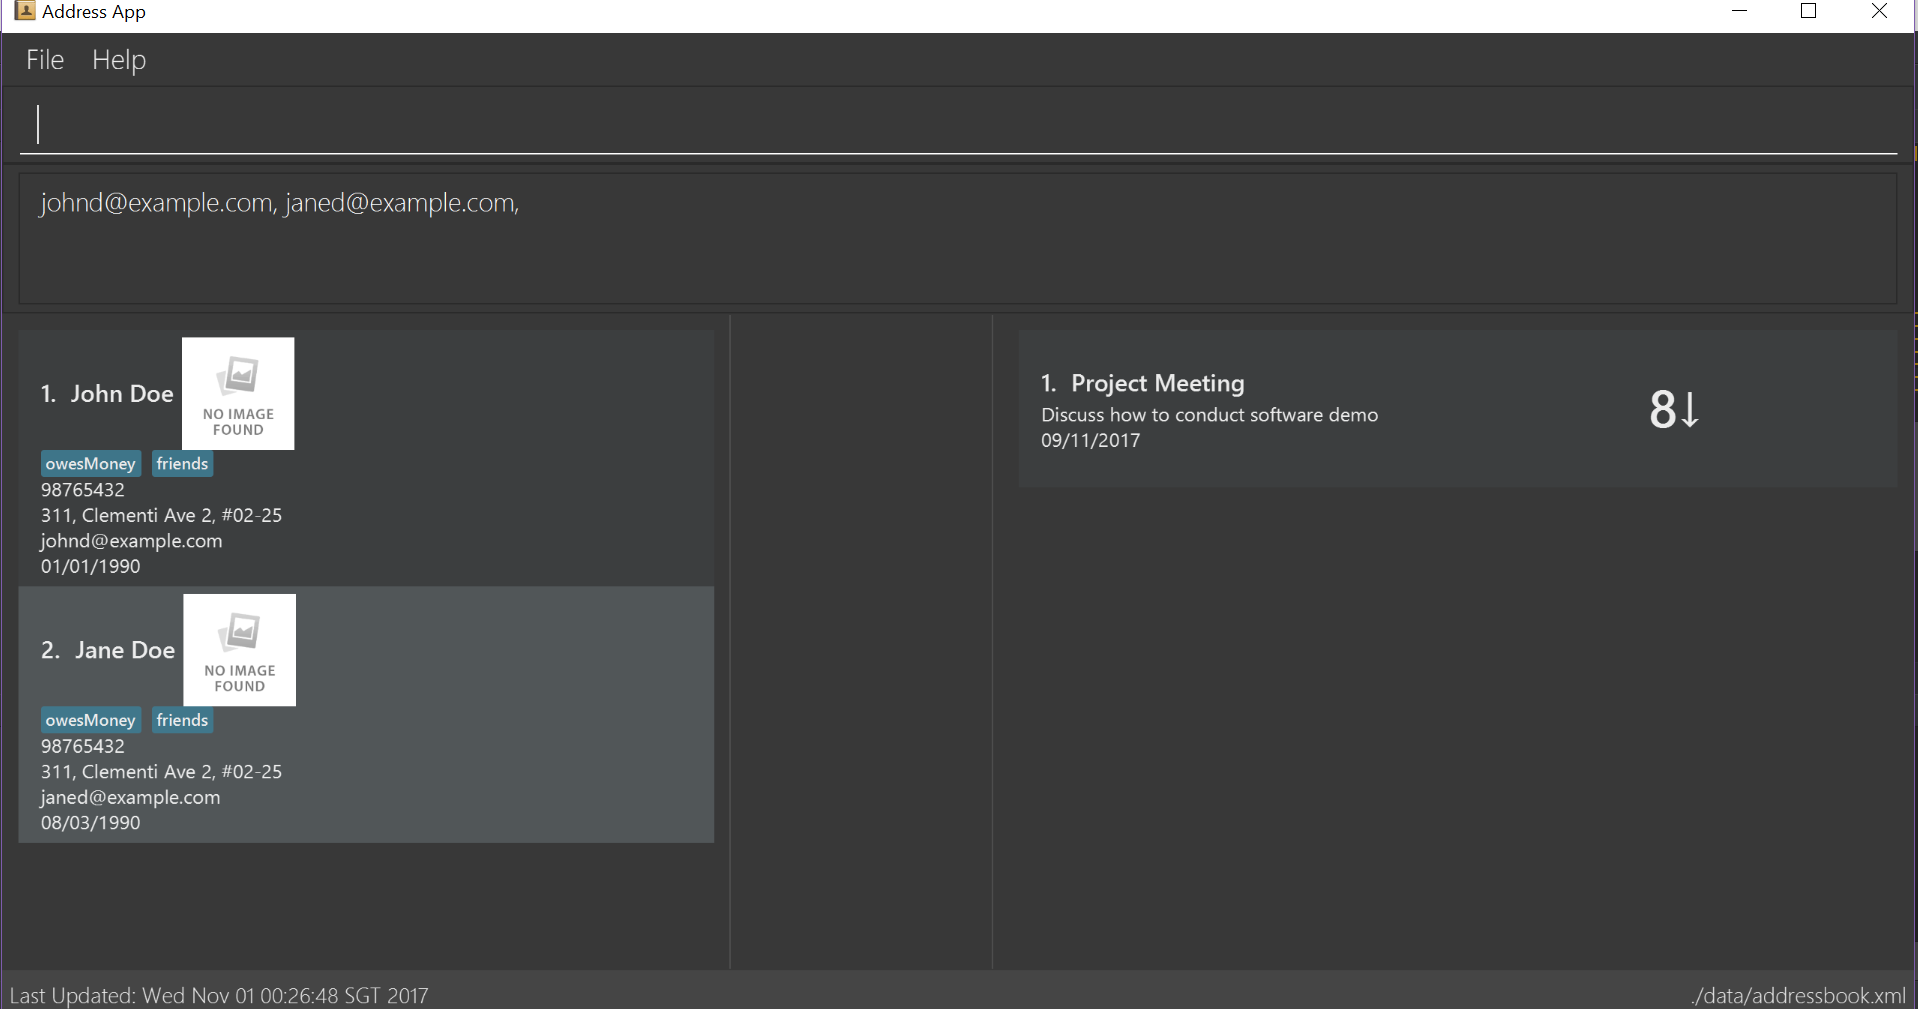 Address App
File Help
johnd@example.com, janed@example.com,
1. John Doe
NO IMAGE
FOUND
owesMoney friends
98765432
311, Clementi Ave 2, #02-25
johnd@example.com
01/01/1990
2. Jane Doe
NO IMAGE
FOUND
owesMoney friends
98765432
311, Clementi Ave 2, #02-25
janed@example.com
08/03/1990
1. Project Meeting
Discuss how to conduct software demo
09/11/2017
8↓
Last Updated: Wed Nov 01 00:26:48 SGT 2017
./data/addressbook.xml